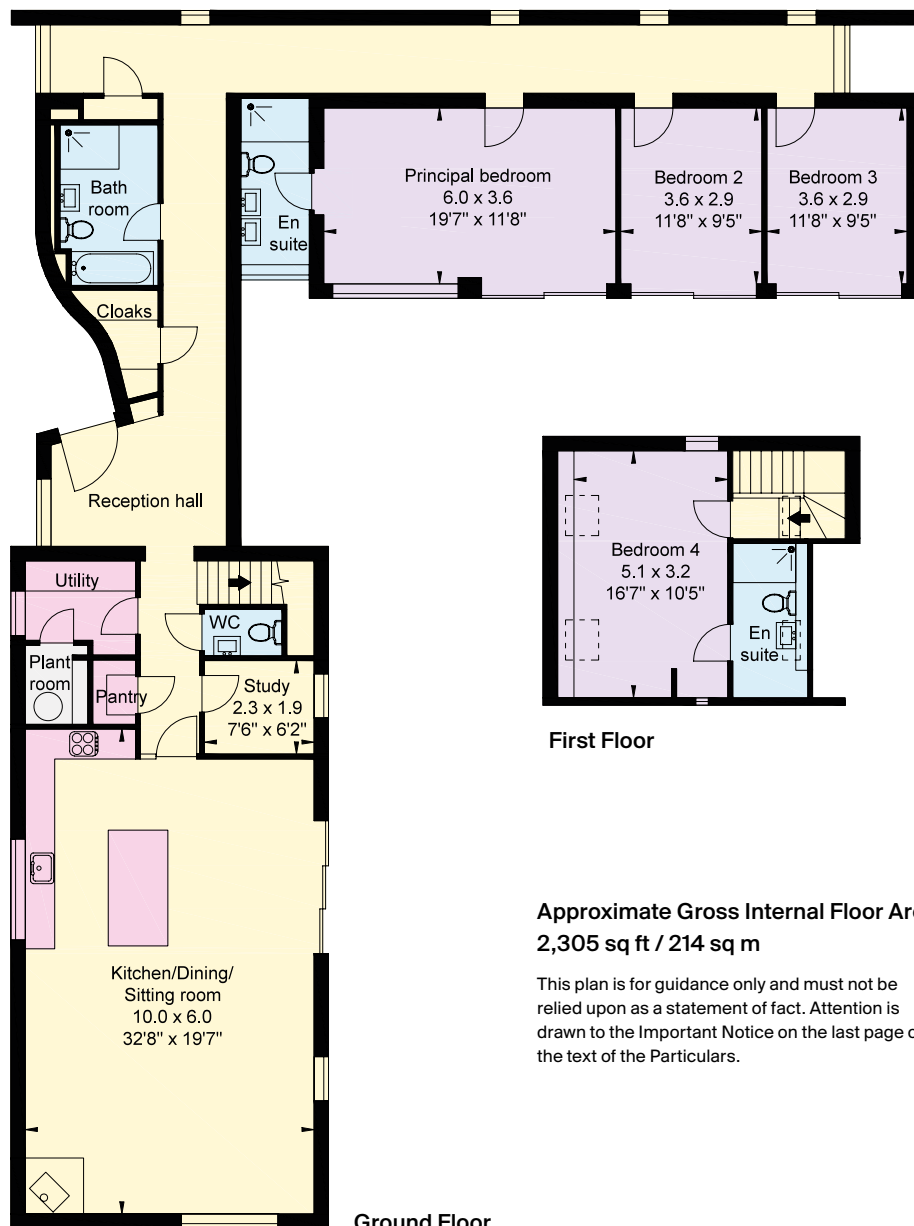 Bath
room
En
suite
Principal bedroom
6.0 x 3.6
19'7" x 11'8"
Bedroom 2
3.6 x 2.9
11'8" x 9'5"
Bedroom 3
3.6 x 2.9
11'8" x 9'5"
Cloaks
Reception hall
Utility
WC
Plant
room
Pantry
Study
2.3 x 1.9
7'6" x 6'2"
Kitchen/Dining/
Sitting room
10.0 x 6.0
32'8" x 19'7"
Ground Floor
Bedroom 4
5.1 x 3.2
16'7" x 10'5"
En
suite
First Floor
Approximate Gross Internal Floor Are
2,305 sq ft / 214 sq m
This plan is for guidance only and must not be
relied upon as a statement of fact. Attention is
drawn to the Important Notice on the last page o
the text of the Particulars.